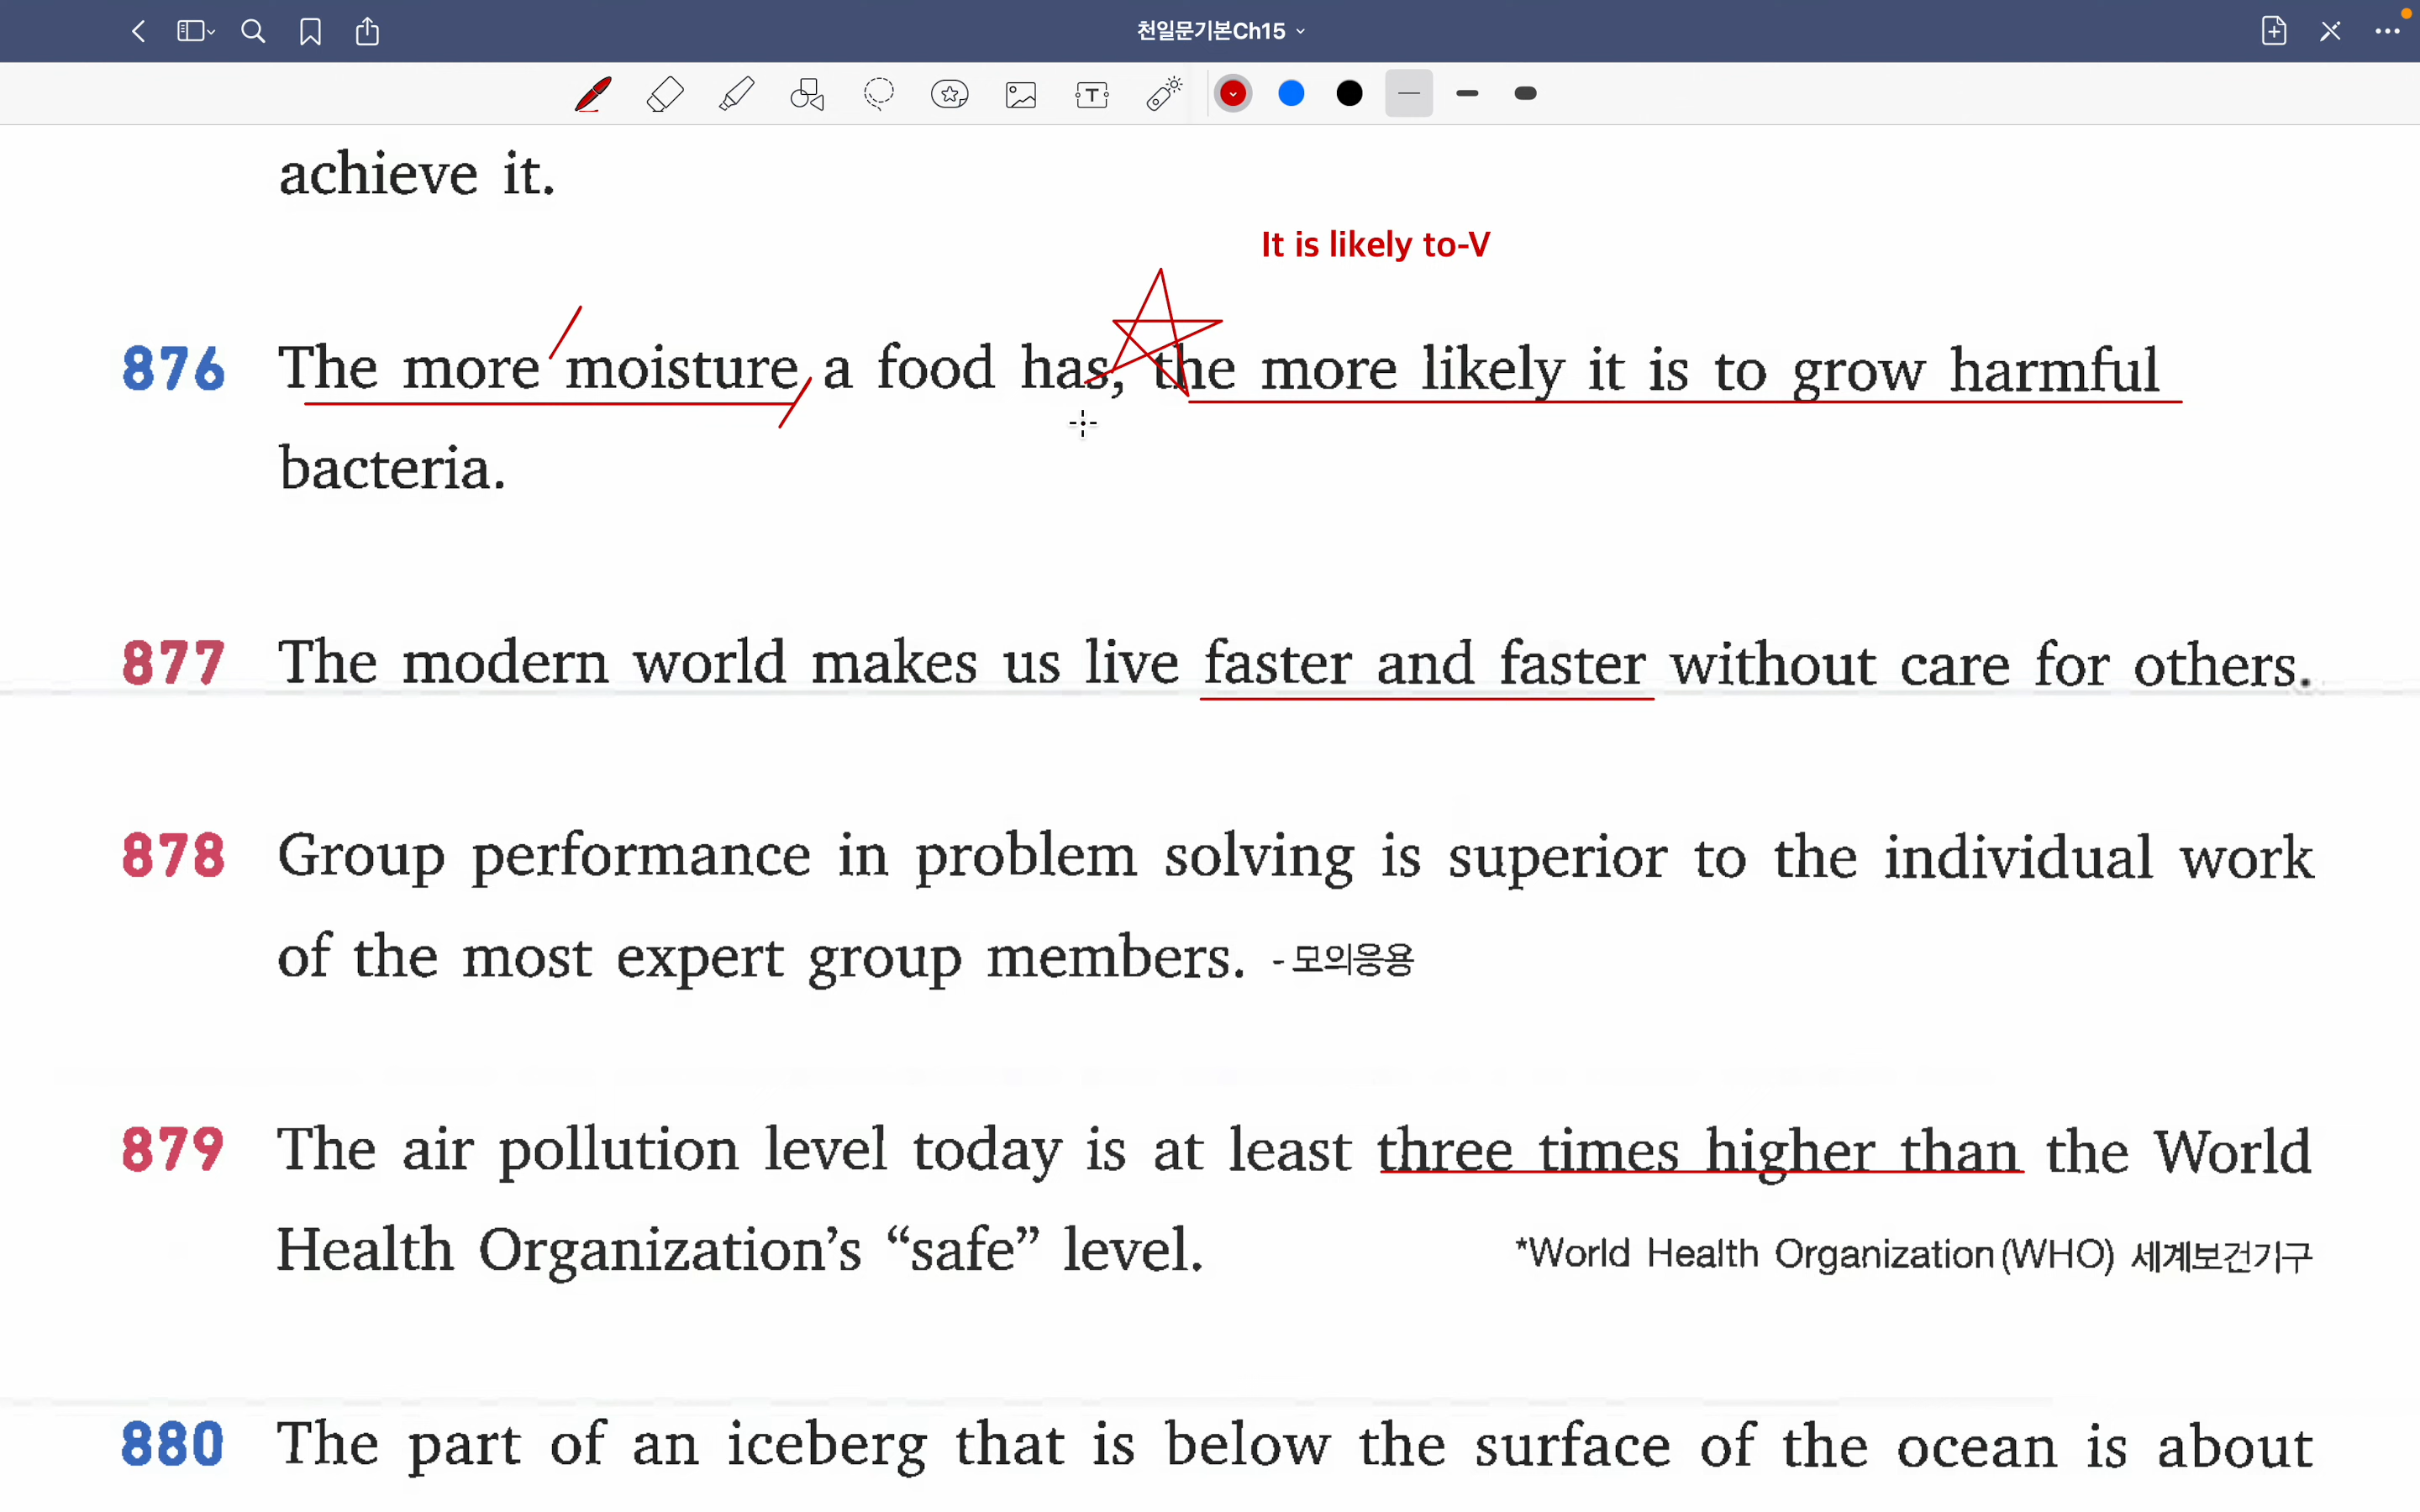 천일문기본Ch15
T
achieve it.
It is likely to-V
876 The more moisture a food has, the more likely it is to grow harmful
bacteria.
877 The modern world makes us live faster and faster without care for others.
878 Group performance in problem solving is superior to the individual work
of the most expert group members. - 모의응용
879 The air pollution level today is at least three times higher than the World
Health Organization’s “safe” level. *World Health Organization(WHO) 세계보건기구
880 The part of an iceberg that is below the surface of the ocean is about